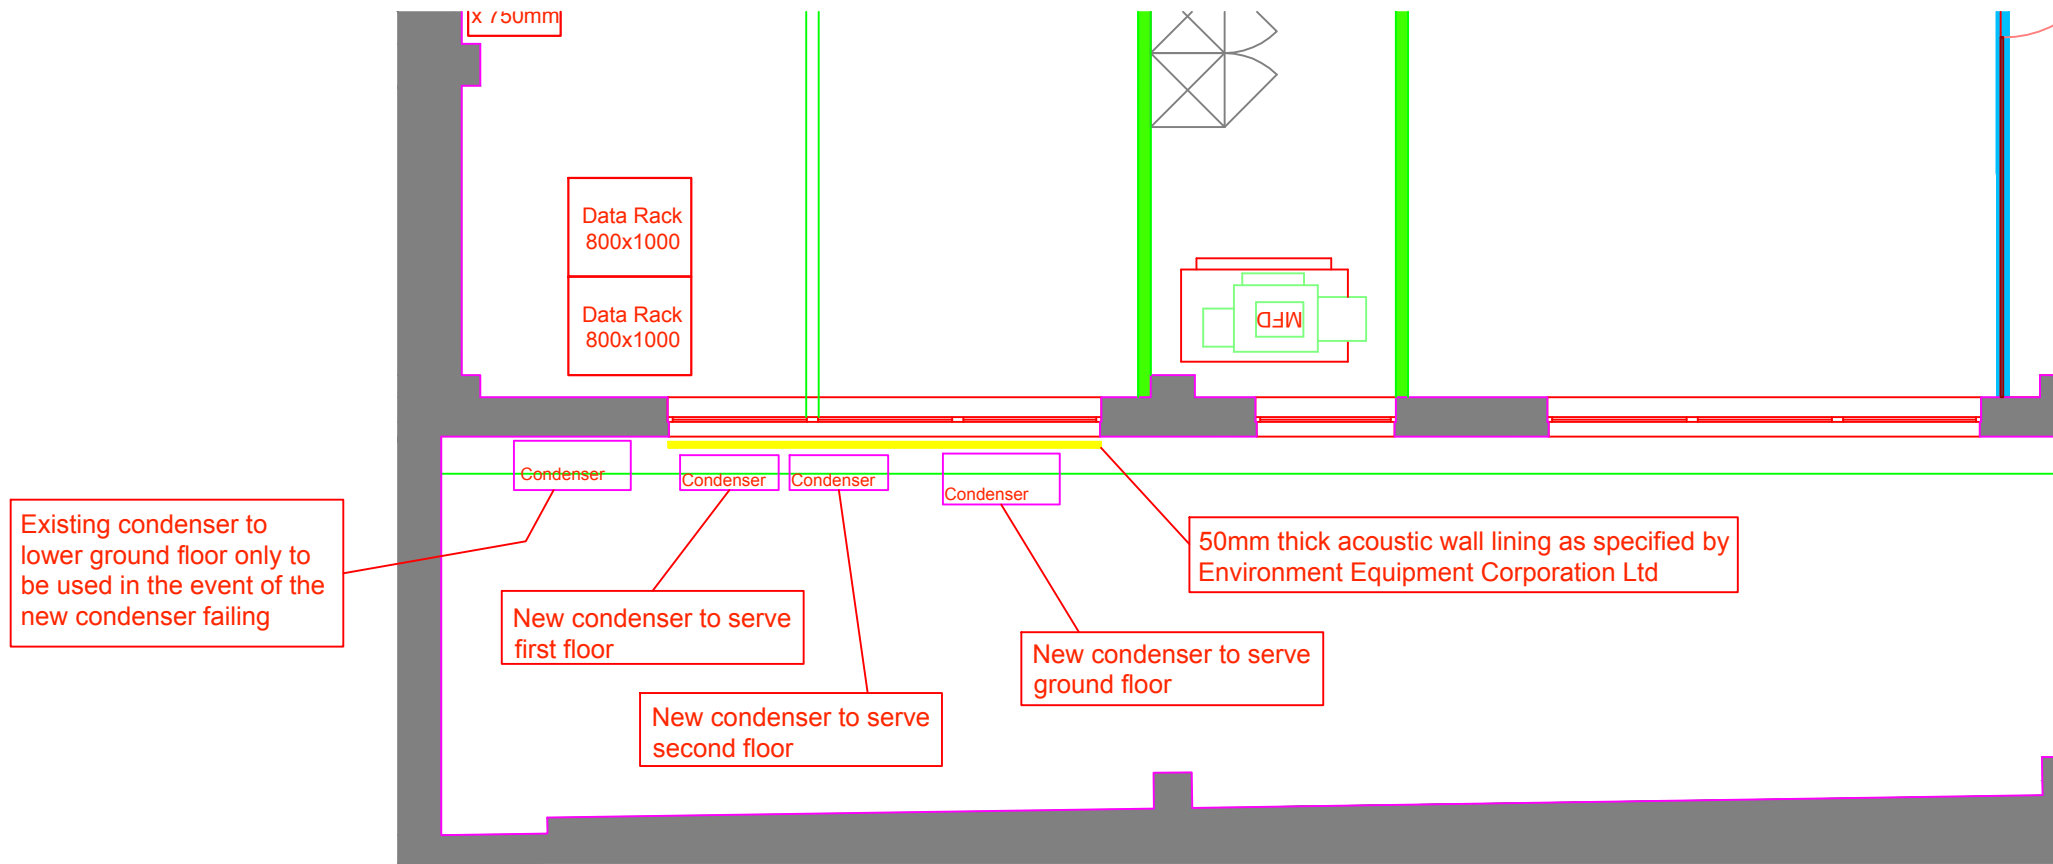 x 750mm
Data Rack
800x1000
Data Rack
800x1000
MFD
Condenser
Condenser
Condenser
Condenser
Existing condenser to
lower ground floor only to
be used in the event of the
new condenser failing
50mm thick acoustic wall lining as specified by
Environment Equipment Corporation Ltd
New condenser to serve
first floor
New condenser to serve
ground floor
New condenser to serve
second floor